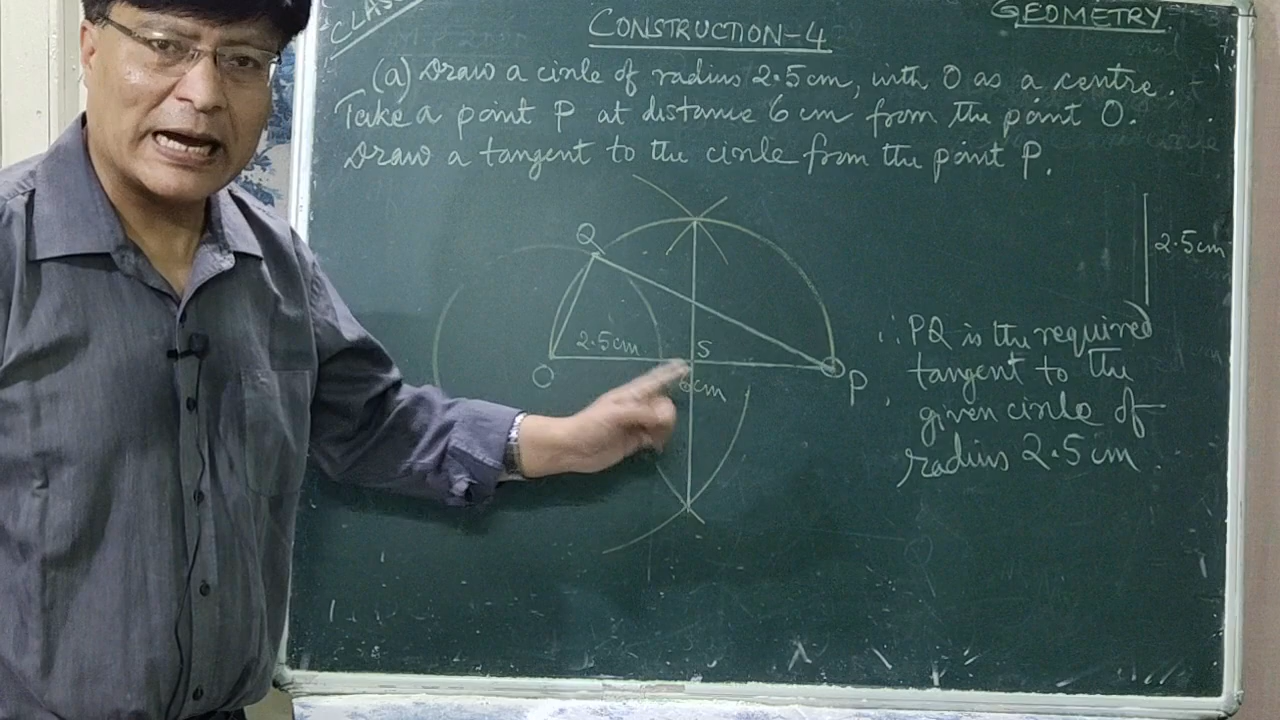 CLASS
CONSTRUCTION-4
GEOMETRY
(a) Draw a circle of radius 2.5cm, with O as a centre.
Take a point P at distance 6 cm from the point O.
Draw a tangent to the circle from the point P.
Q
2.5cm
2.5cm
S
O
6cm
P
∴ PQ is the required
tangent to the
given circle of
radius 2.5 cm.